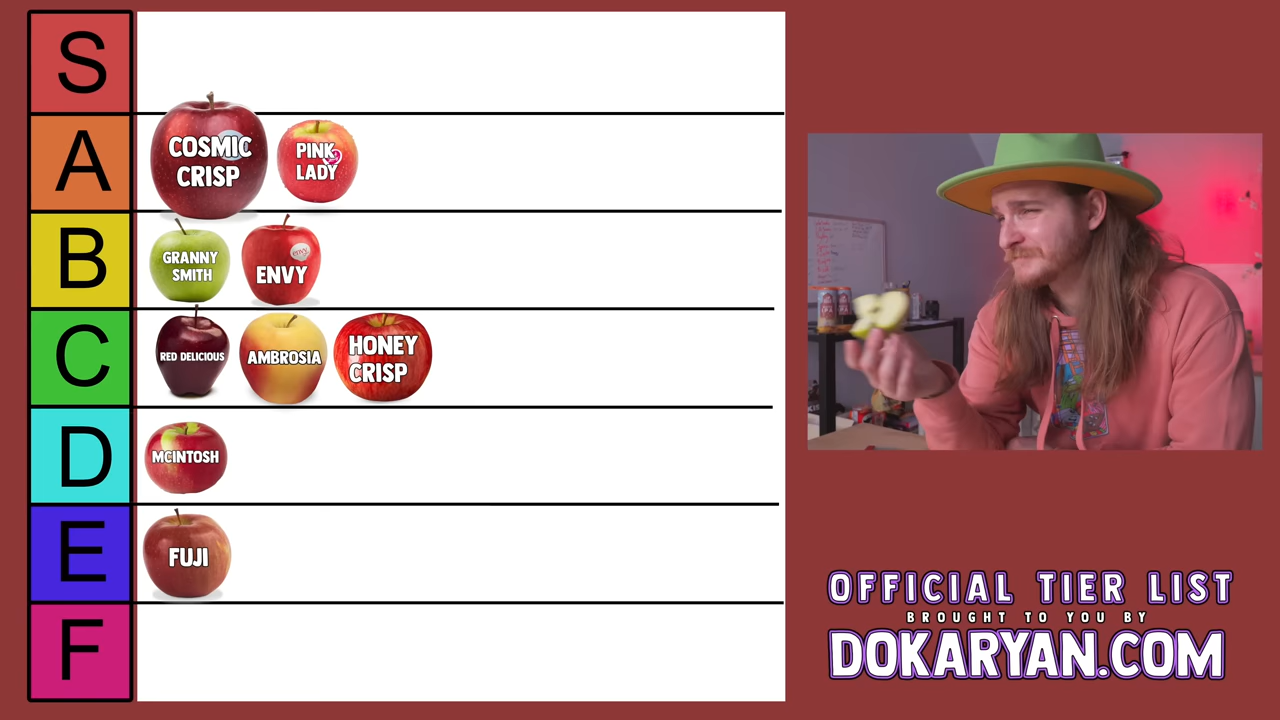 S
A
COSMIC
CRISP
PINK
LADY
B
GRANNY
SMITH
envy
ENVY
C
RED DELICIOUS
AMBROSIA
HONEY
CRISP
D
MCINTOSH
E
FUJI
F
OFFICIAL TIER LIST
BROUGHT TO YOU BY
DOKARYAN.COM